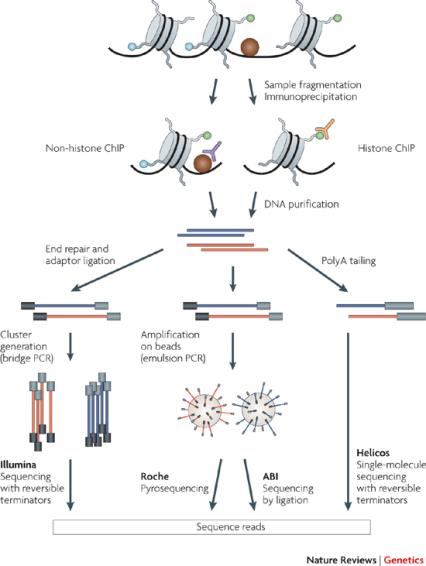 Sample fragmentation
Immunoprecipitation
Non-histone ChIP
Histone ChIP
DNA purification
End repair and
adaptor ligation
PolyA tailing
Cluster
generation
(bridge PCR)
Amplification
on beads
(emulsion PCR)
Illumina
Sequencing
with reversible
terminators
Roche
Pyrosequencing
ABI
Sequencing
by ligation
Helicos
Single-molecule
sequencing
with reversible
terminators
Sequence reads
Nature Reviews | Genetics